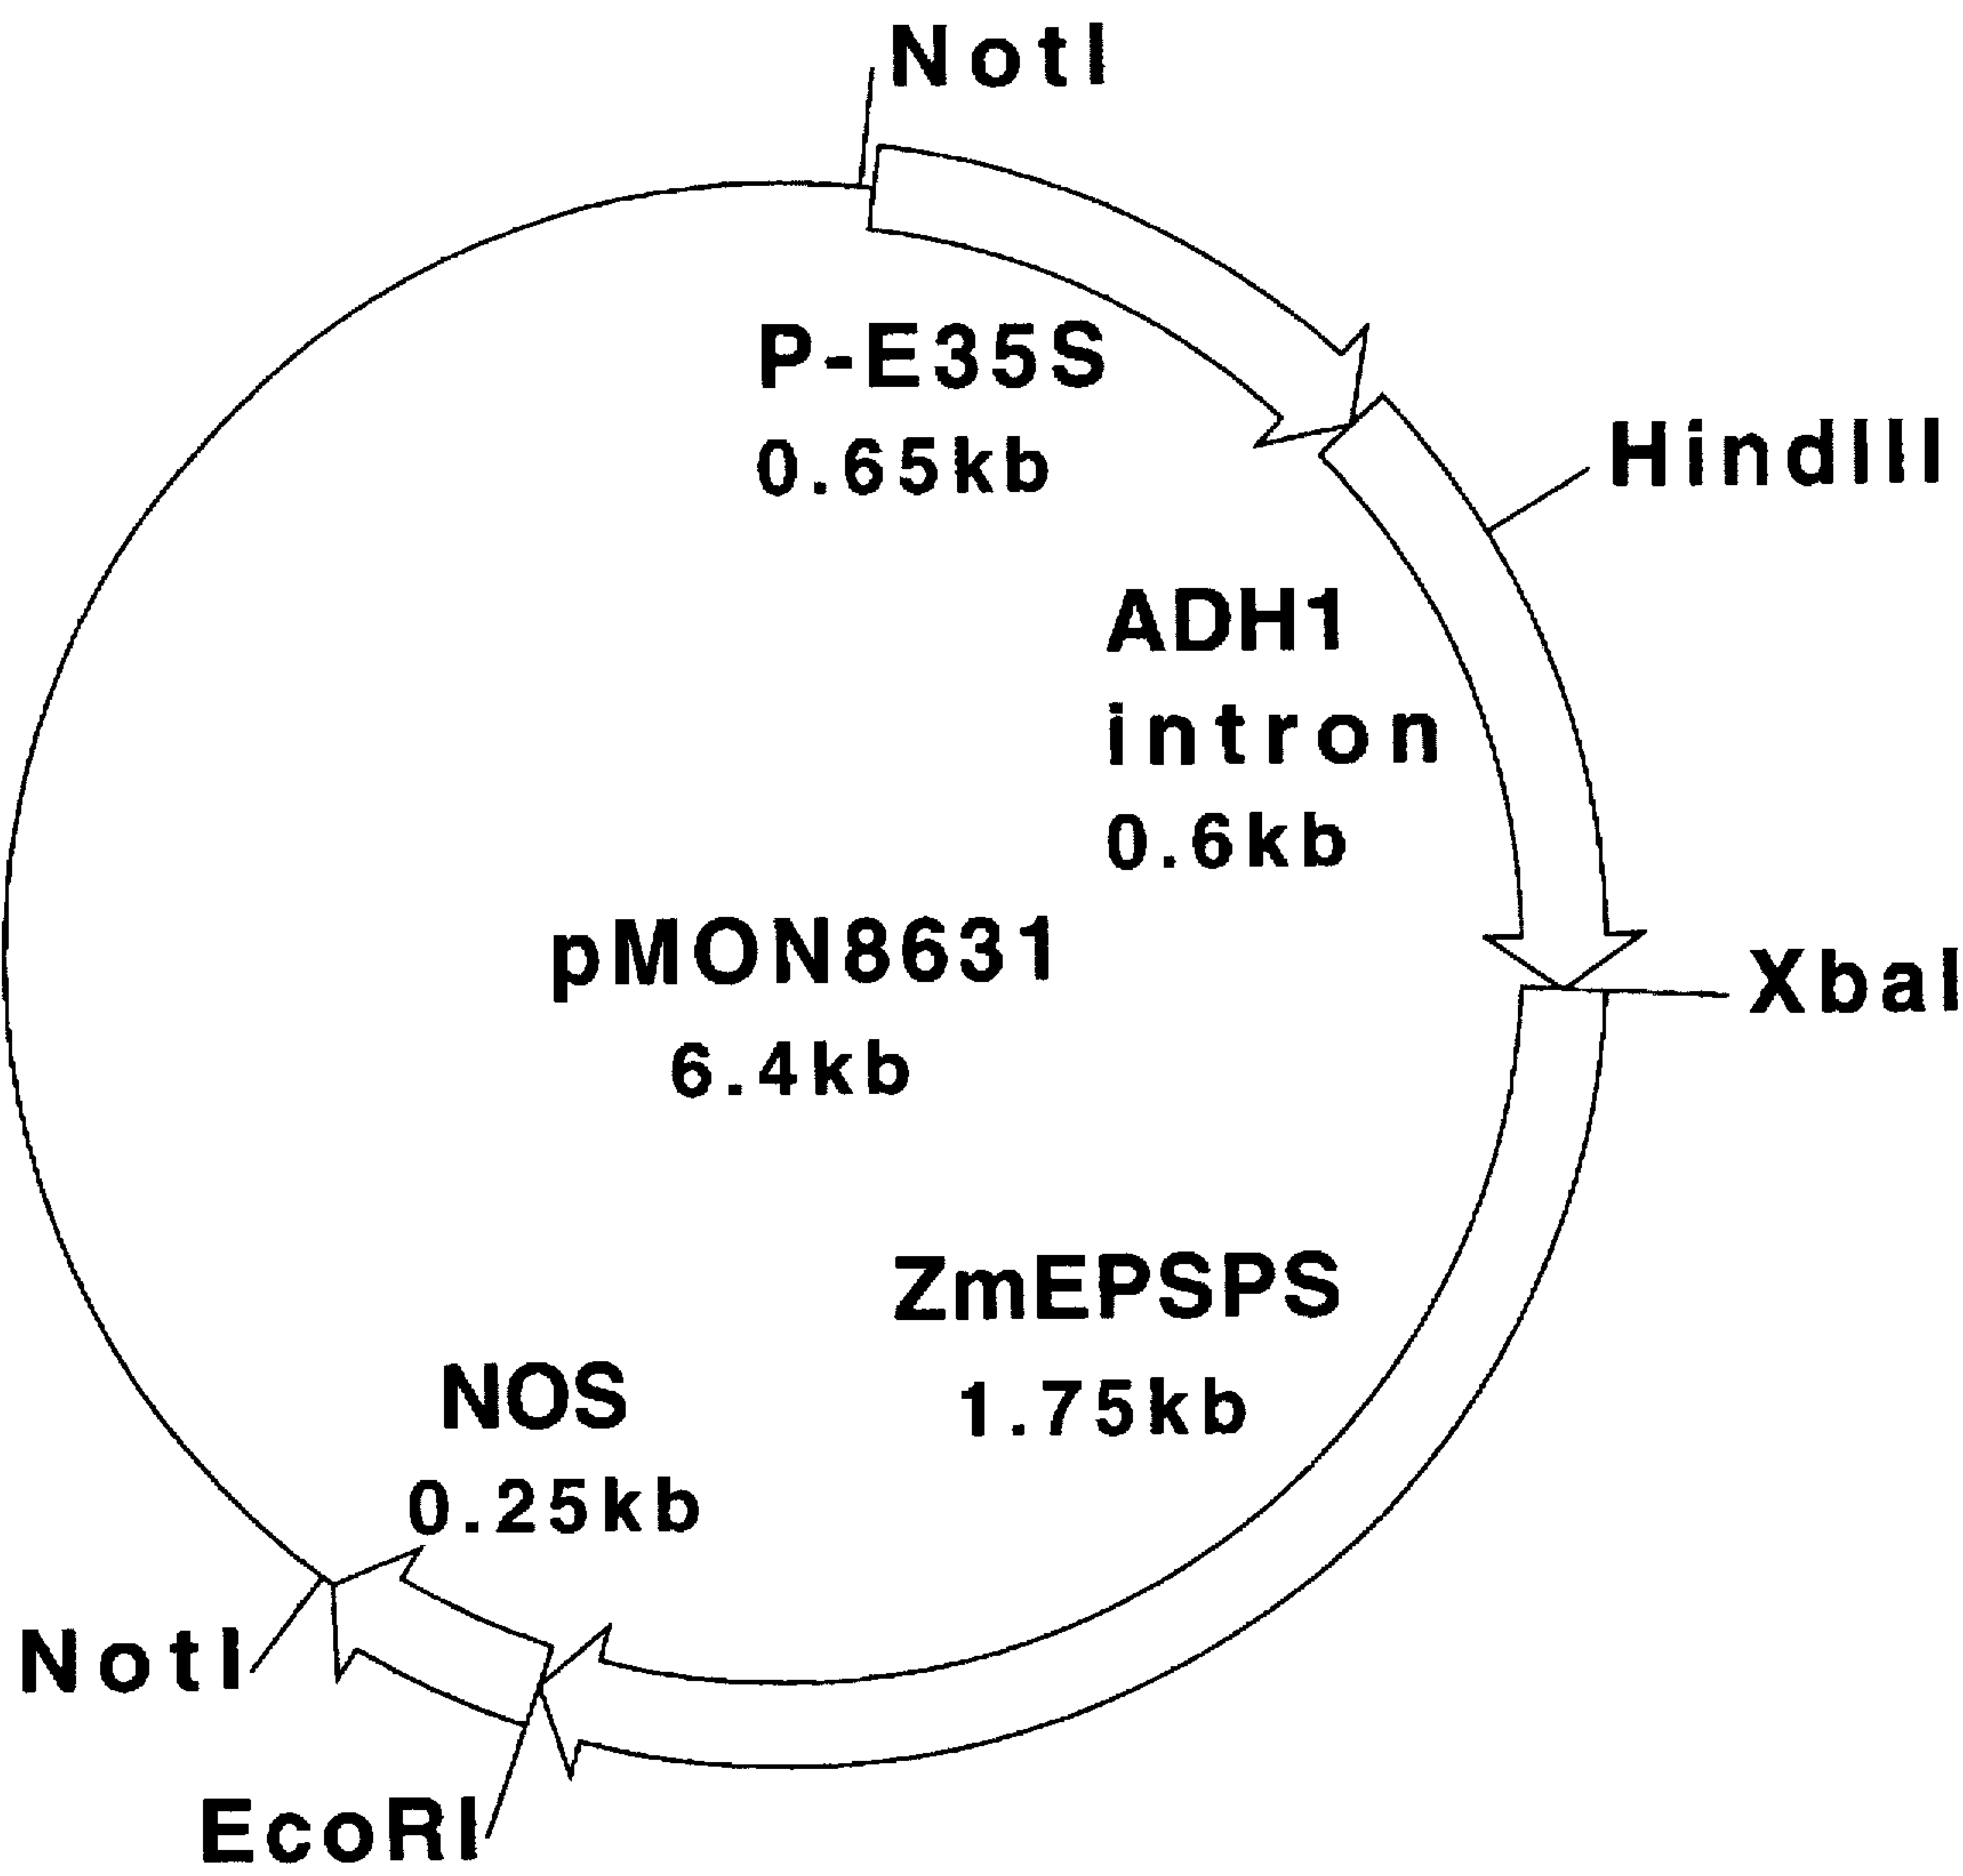 NotI
P-E35S
0.65kb
HindIII
ADH1
intron
0.6kb
pMON8631
6.4kb
XbaI
ZmEPSPS
1.75kb
NOS
0.25kb
NotI
EcoRI